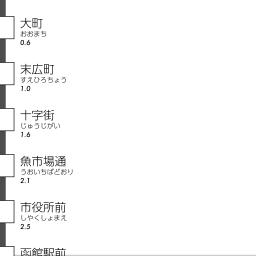 大町
おおまち
0.6
末広町
すえひろちょう
1.0
十字街
じゅうじがい
1.6
魚市場通
うおいちばどおり
2.1
市役所前
しやくしょまえ
2.5
函館駅前